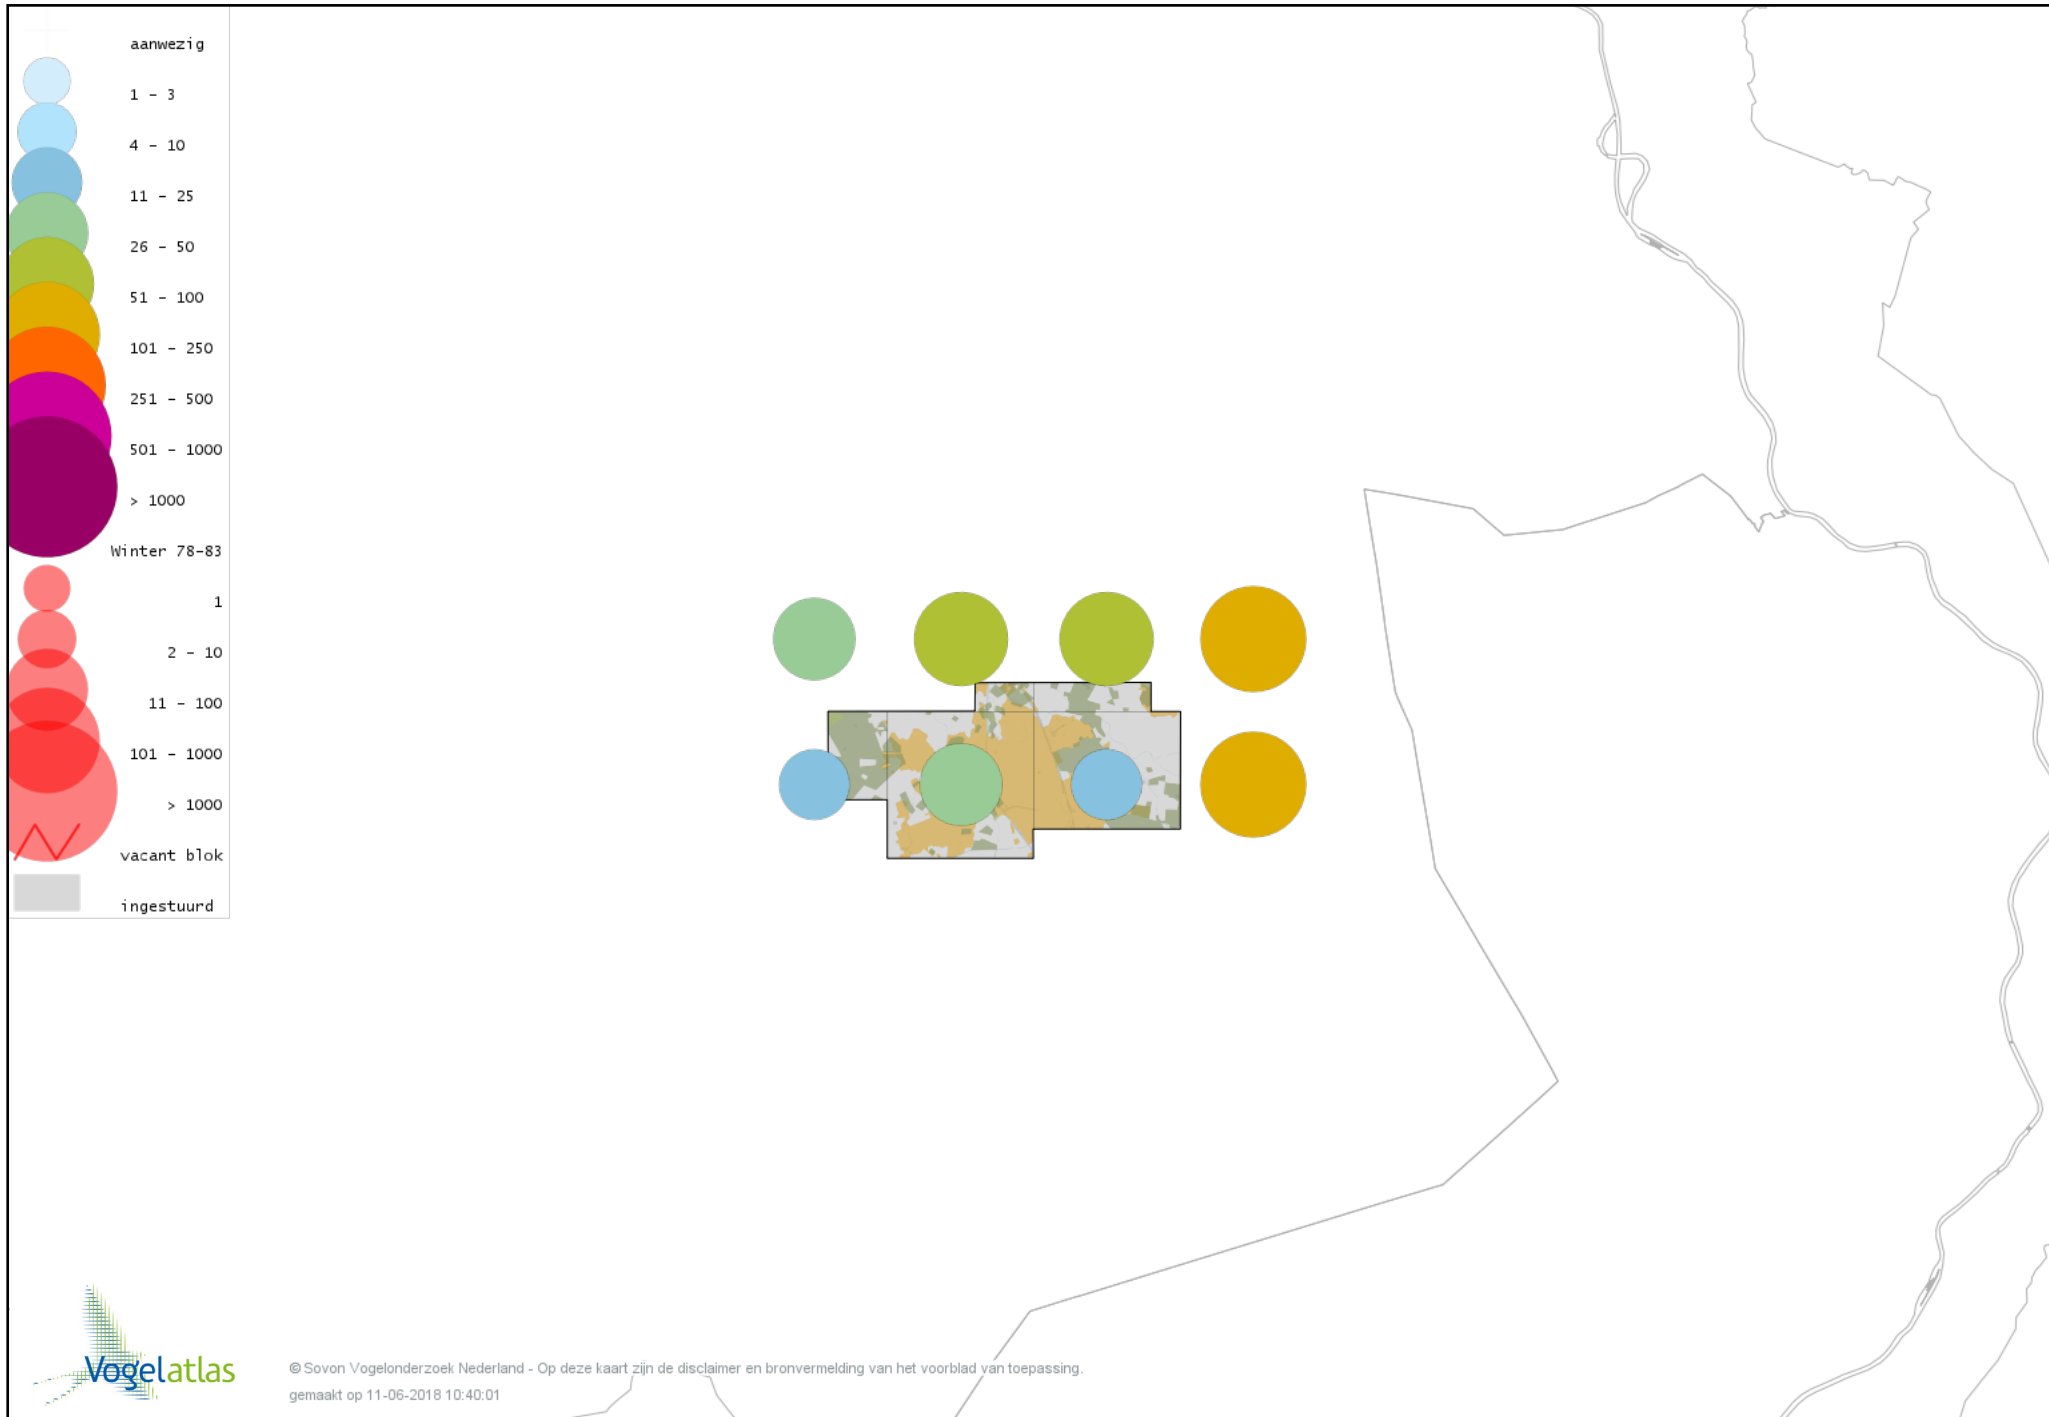 aanwezig
1 - 3
4 - 10
11 - 25
26 - 50
51 - 100
101 - 250
251 - 500
501 - 1000
> 1000
Winter 78-83
1
2 - 10
11 - 100
101 - 1000
> 1000
vacant blok
ingestuurd
Vogelatlas
© Sovon Vogelonderzoek Nederland - Op deze kaart zijn de disclaimer en bronvermelding van het voorblad van toepassing.
gemaakt op 11-06-2018 10:40:01